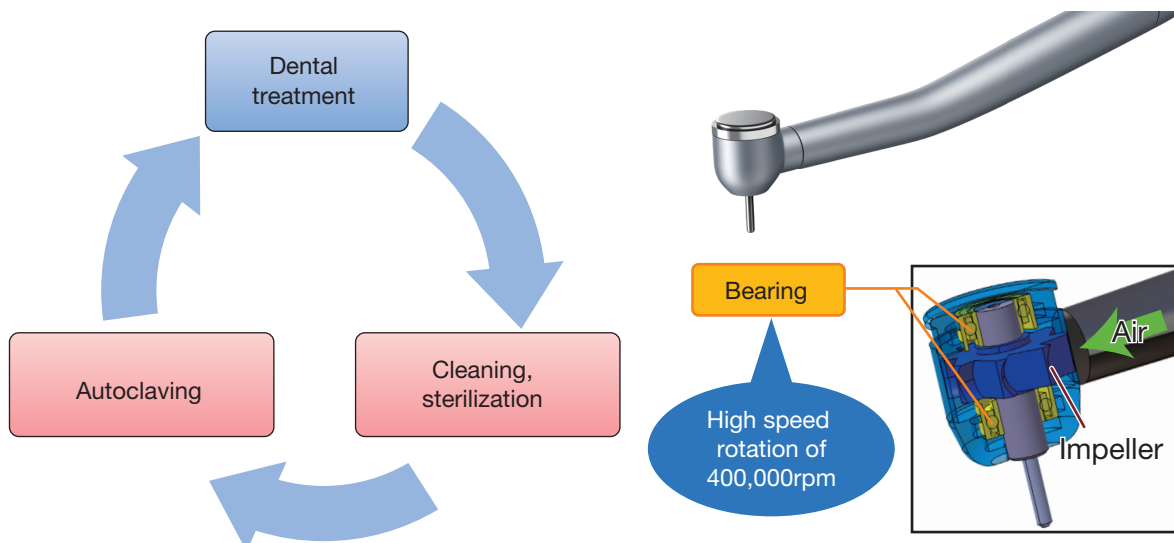 Dental
treatment
Autoclaving
Cleaning,
sterilization
Bearing
High speed
rotation of
400,000rpm
Air
Impeller